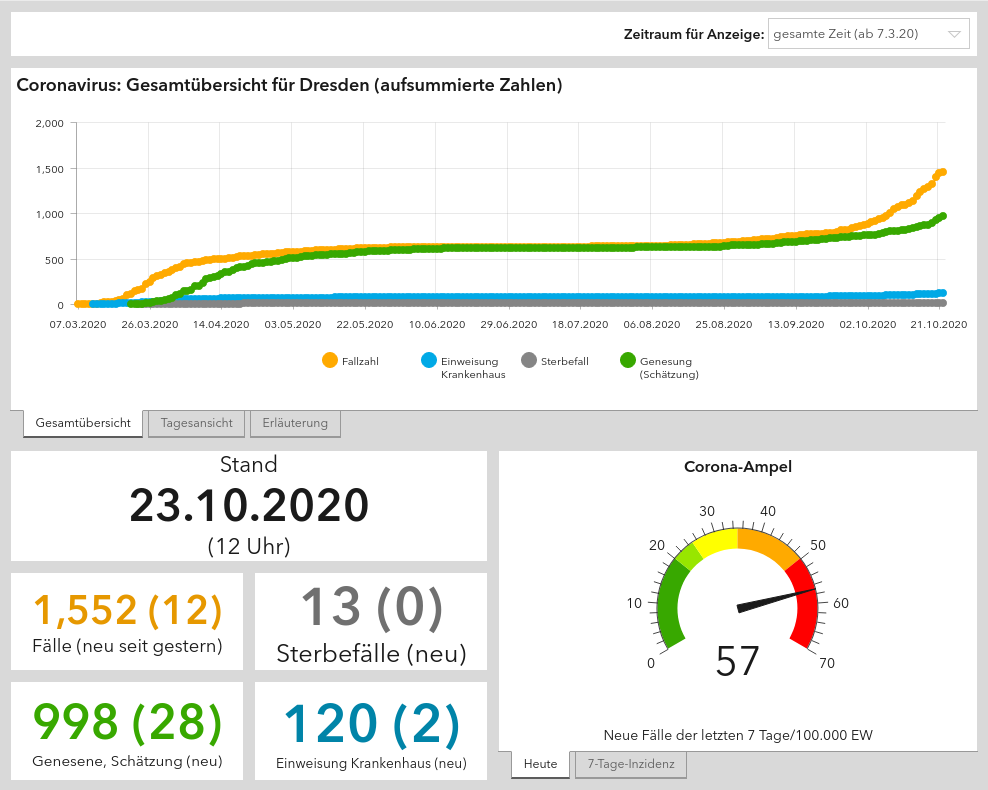 Zeitraum für Anzeige: gesamte Zeit (ab 7.3.20)
Coronavirus: Gesamtübersicht für Dresden (aufsummierte Zahlen)
2,000
1,500
1,000
500
0
07.03.2020 26.03.2020 14.04.2020 03.05.2020 22.05.2020 10.06.2020 29.06.2020 18.07.2020 06.08.2020 25.08.2020 13.09.2020 02.10.2020 21.10.2020
Fallzahl
Einweisung
Krankenhaus
Sterbefall
Genesung
(Schätzung)
Gesamtübersicht Tagesansicht Erläuterung
Stand
23.10.2020
(12 Uhr)
1,552 (12)
Fälle (neu seit gestern)
13 (0)
Sterbefälle (neu)
998 (28)
Genesene, Schätzung (neu)
120 (2)
Einweisung Krankenhaus (neu)
Corona-Ampel
30 40
20 50
10 60
0 70
57
Neue Fälle der letzten 7 Tage/100.000 EW
Heute 7-Tage-Inzidenz